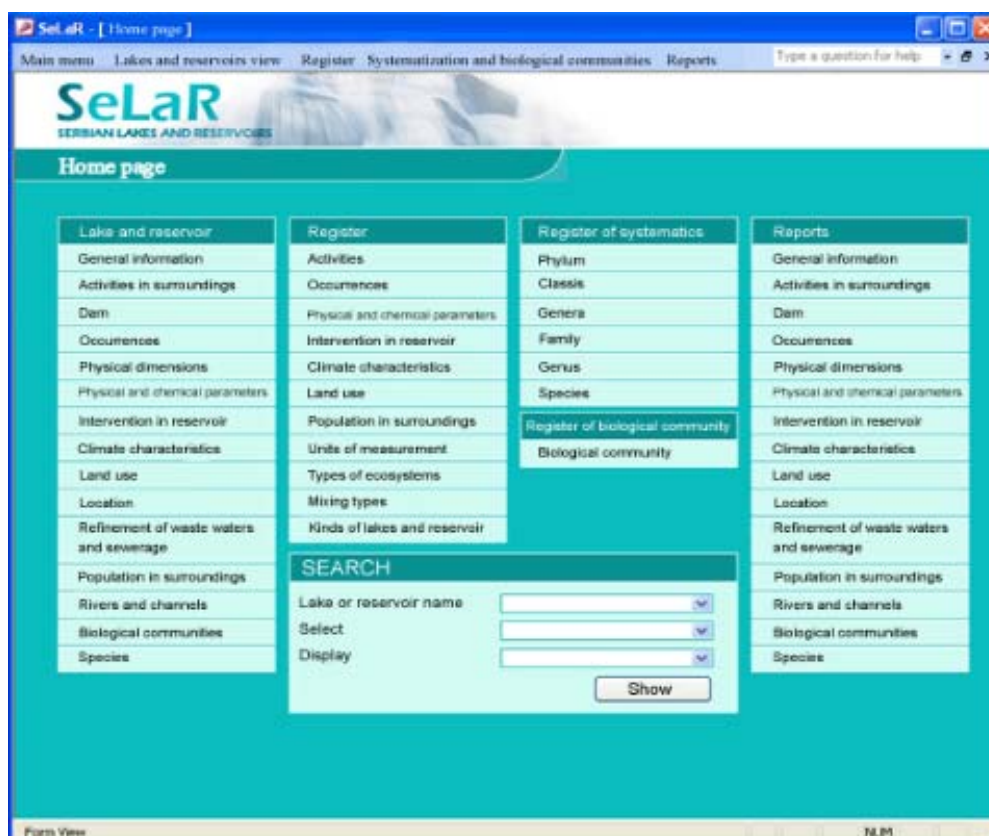 SeLaR - [ Home page ]
Main menu Lakes and reservoirs view Register Systematization and biological communities Reports Type a question for help
SeLaR
SERBIAN LAKES AND RESERVOIRS
Home page
Lake and reservoir
General information
Activities in surroundings
Dam
Occurrences
Physical dimensions
Physical and chemical parameters
Intervention in reservoir
Climate characteristics
Land use
Location
Refinement of waste waters
and sewerage
Population in surroundings
Rivers and channels
Biological communities
Species
Register
Activities
Occurrences
Physical and chemical parameters
Intervention in reservoir
Climate characteristics
Land use
Population in surroundings
Units of measurement
Types of ecosystems
Mixing types
Kinds of lakes and reservoir
Register of systematics
Phylum
Classis
Genera
Family
Genus
Species
Register of biological community
Biological community
SEARCH
Lake or reservoir name
Select
Display
Show
Reports
General information
Activities in surroundings
Dam
Occurrences
Physical dimensions
Physical and chemical parameters
Intervention in reservoir
Climate characteristics
Land use
Location
Refinement of waste waters
and sewerage
Population in surroundings
Rivers and channels
Biological communities
Species
Form View NUM